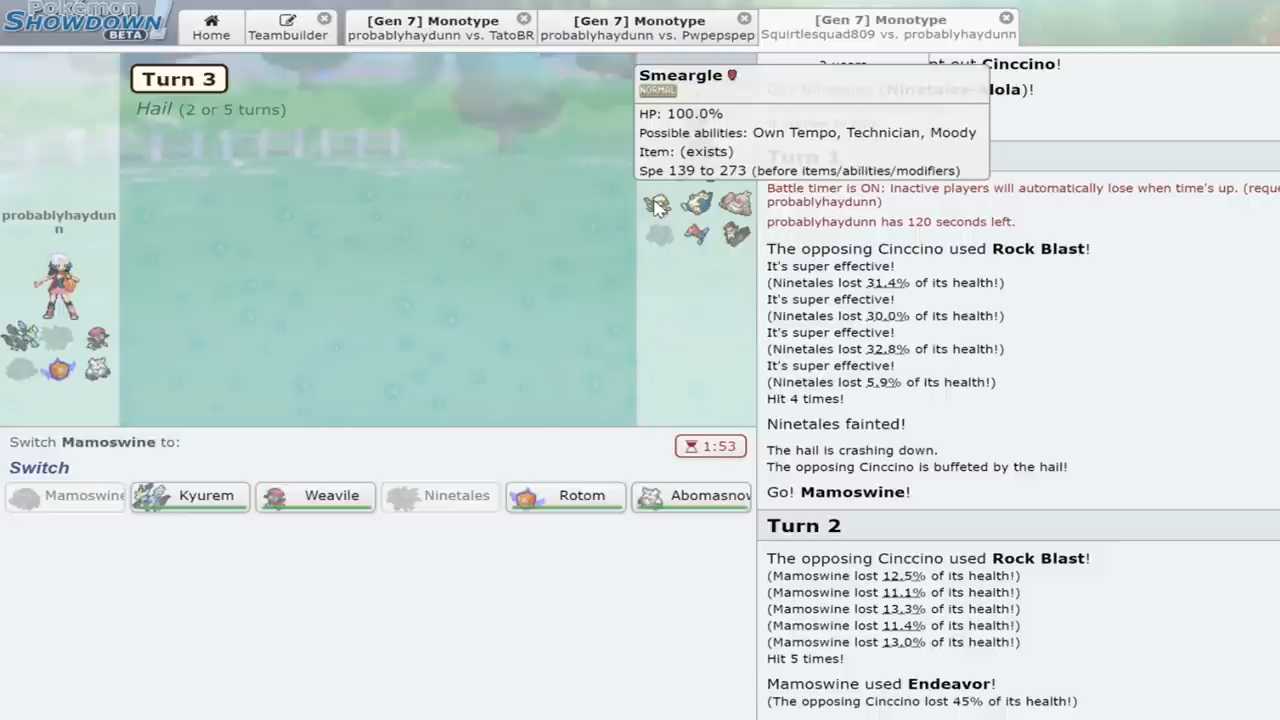 Pokémon
SHOWDOWN
BETA
Home
Teambuilder
[Gen 7] Monotype
probablyhaydunn vs. TatoBR
[Gen 7] Monotype
probablyhaydunn vs. Pwpepspep
[Gen 7] Monotype
Squirtlesquad809 vs. probablyhaydunn
Turn 3
Hail (2 or 5 turns)
probablyhaydun
n
Smeargle
NORMAL
HP: 100.0%
Possible abilities: Own Tempo, Technician, Moody
Item: (exists)
Spe 139 to 273 (before items/abilities/modifiers)
Switch Mamoswine to:
1:53
Switch
Mamoswine
Kyurem
Weavile
Ninetales
Rotom
Abomasnow
nt out Cinccino!
(Ninetales-Alola)!
Turn 1
Battle timer is ON: inactive players will automatically lose when time's up. (reque
probablyhaydunn)
probablyhaydunn has 120 seconds left.
The opposing Cinccino used Rock Blast!
It's super effective!
(Ninetales lost 31.4% of its health!)
It's super effective!
(Ninetales lost 30.0% of its health!)
It's super effective!
(Ninetales lost 32.8% of its health!)
It's super effective!
(Ninetales lost 5.9% of its health!)
Hit 4 times!
Ninetales fainted!
The hail is crashing down.
The opposing Cinccino is buffeted by the hail!
Go! Mamoswine!
Turn 2
The opposing Cinccino used Rock Blast!
(Mamoswine lost 12.5% of its health!)
(Mamoswine lost 11.1% of its health!)
(Mamoswine lost 13.3% of its health!)
(Mamoswine lost 11.4% of its health!)
(Mamoswine lost 13.0% of its health!)
Hit 5 times!
Mamoswine used Endeavor!
(The opposing Cinccino lost 45% of its health!)